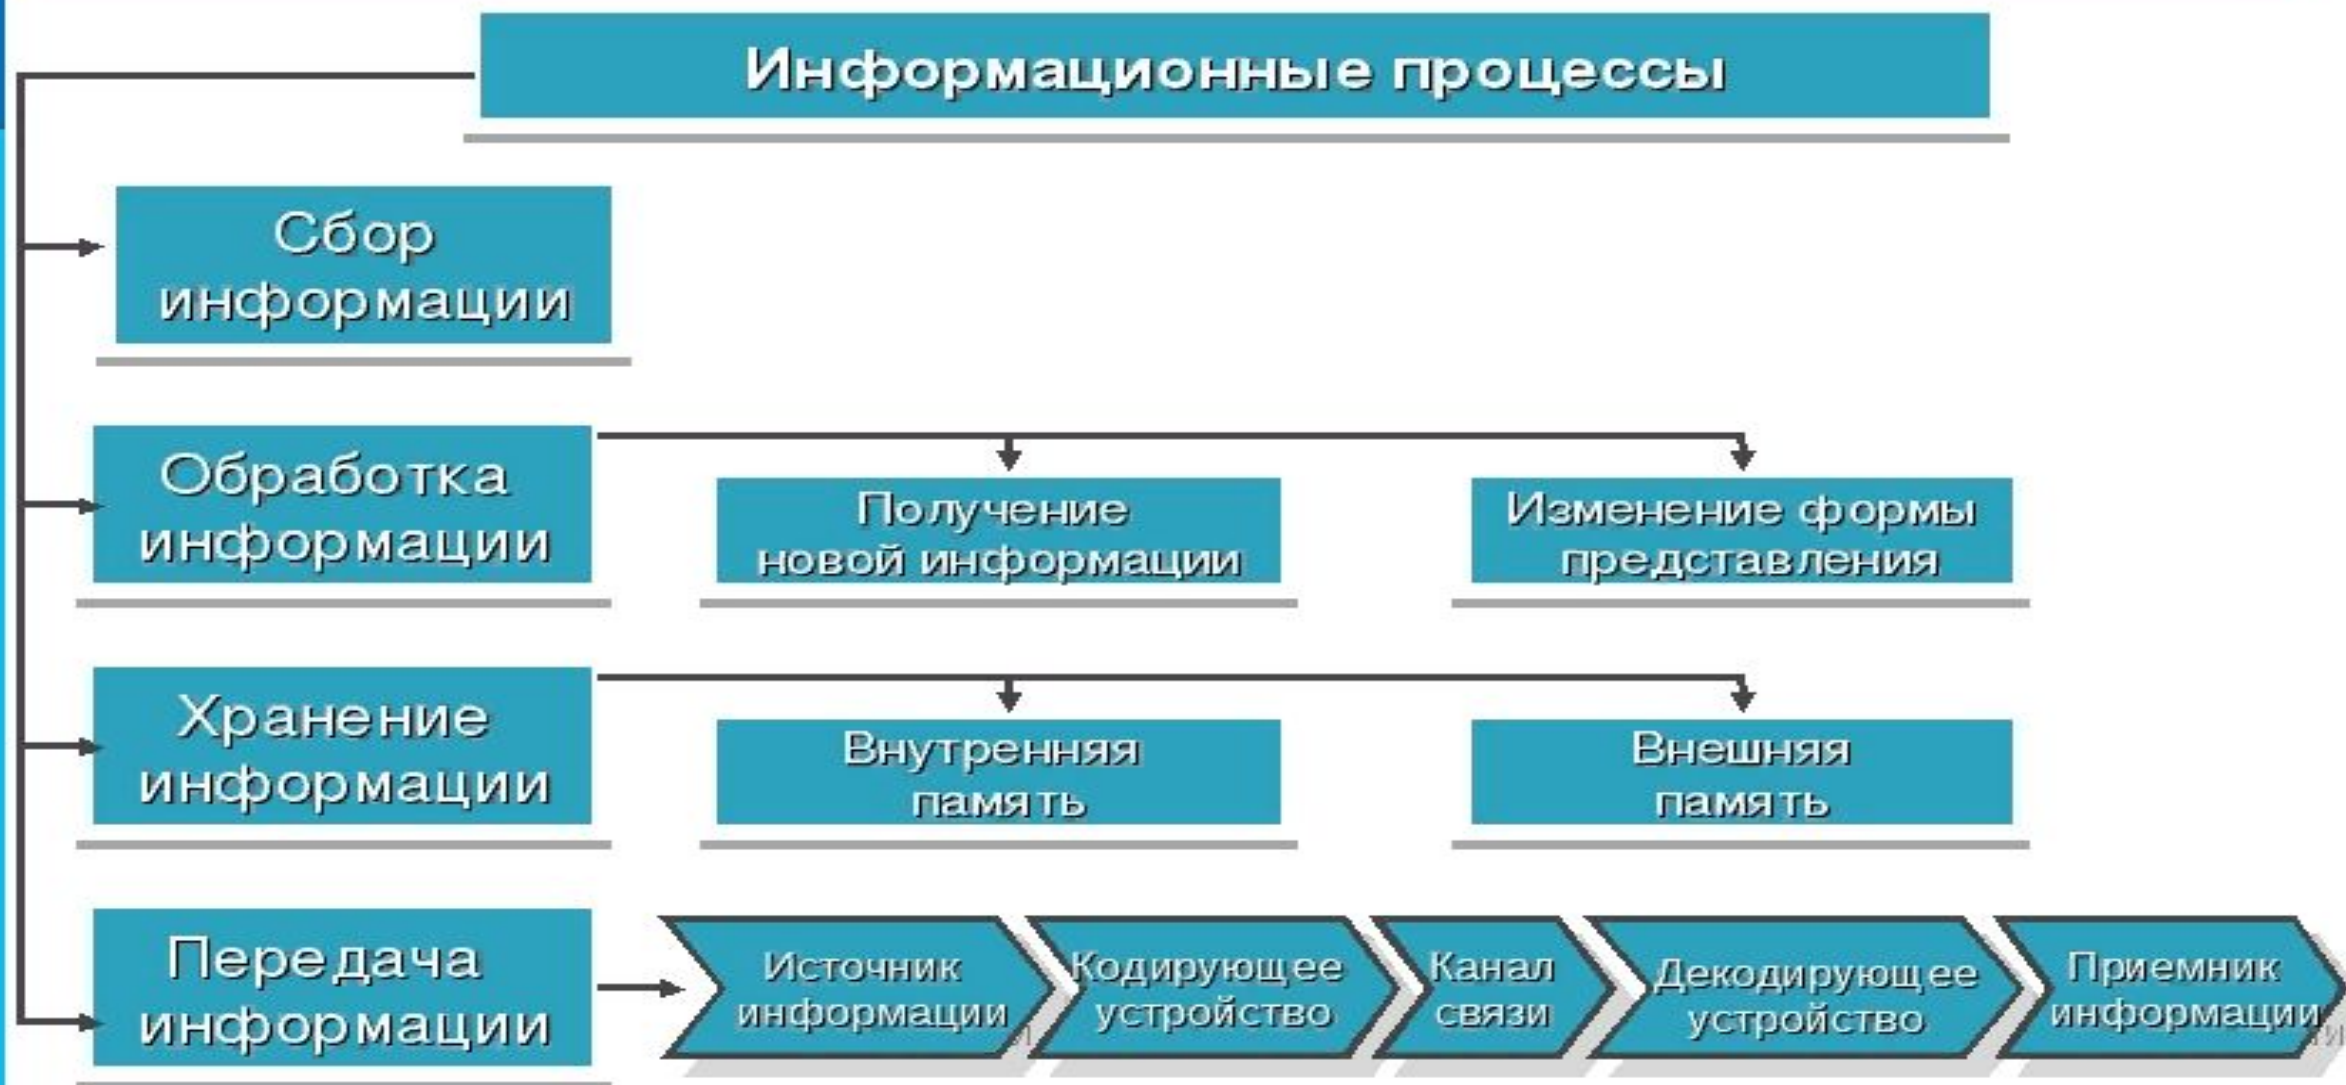 Информационные процессы
Сбор
информации
Обработка
информации
Получение
новой информации
Изменение формы
представления
Хранение
информации
Внутренняя
память
Внешняя
память
Передача
информации
Источник
информации
Кодирующее
устройство
Канал
связи
Декодирующее
устройство
Приемник
информации